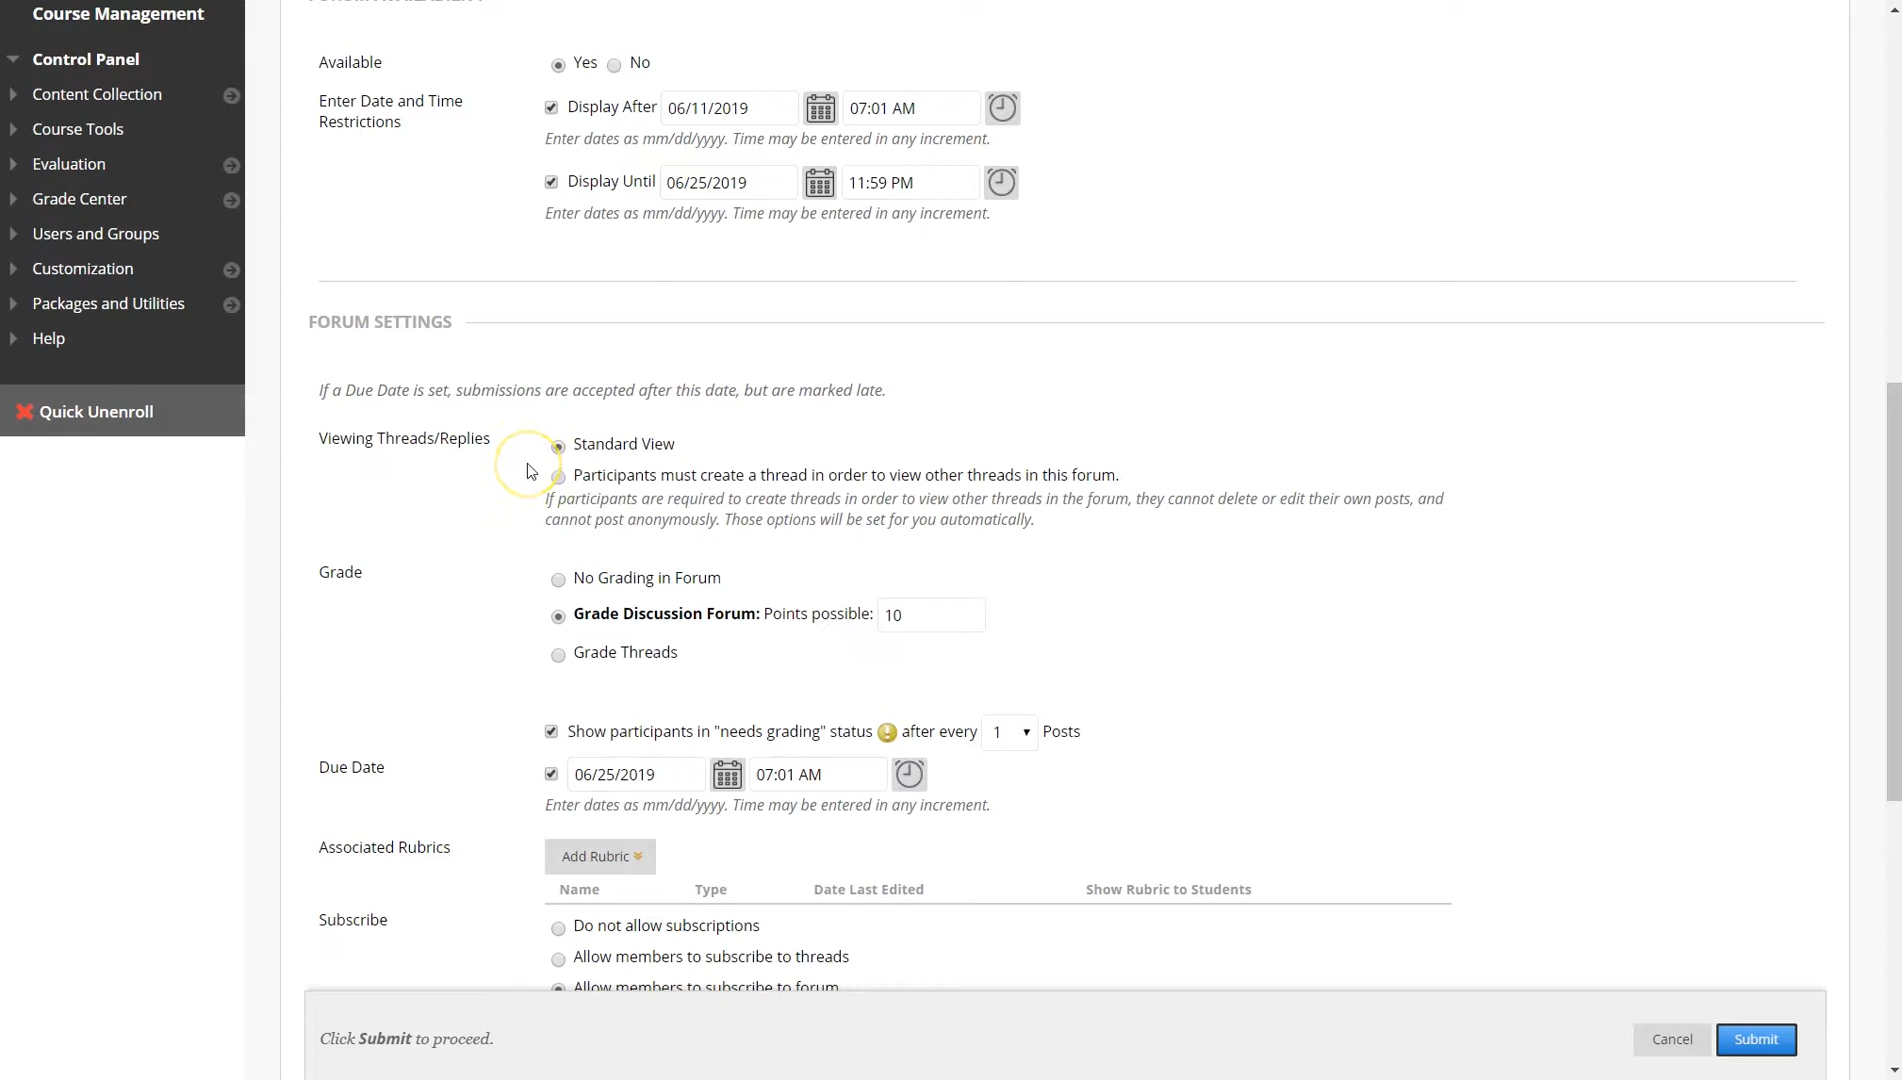 Course Management
Control Panel
Content Collection
Course Tools
Evaluation
Grade Center
Users and Groups
Customization
Packages and Utilities
Help
Quick Unenroll
FORUM AVAILABILITY
Available Yes No
Enter Date and Time Restrictions
Display After 06/11/2019 07:01 AM
Enter dates as mm/dd/yyyy. Time may be entered in any increment.
Display Until 06/25/2019 11:59 PM
Enter dates as mm/dd/yyyy. Time may be entered in any increment.
FORUM SETTINGS
If a Due Date is set, submissions are accepted after this date, but are marked late.
Viewing Threads/Replies Standard View
Participants must create a thread in order to view other threads in this forum.
If participants are required to create threads in order to view other threads in the forum, they cannot delete or edit their own posts, and
cannot post anonymously. Those options will be set for you automatically.
Grade No Grading in Forum
Grade Discussion Forum: Points possible: 10
Grade Threads
Show participants in "needs grading" status after every 1 Posts
Due Date 06/25/2019 07:01 AM
Enter dates as mm/dd/yyyy. Time may be entered in any increment.
Associated Rubrics Add Rubric
Name Type Date Last Edited Show Rubric to Students
Subscribe Do not allow subscriptions
Allow members to subscribe to threads
Allow members to subscribe to forum
Click Submit to proceed.
Cancel Submit